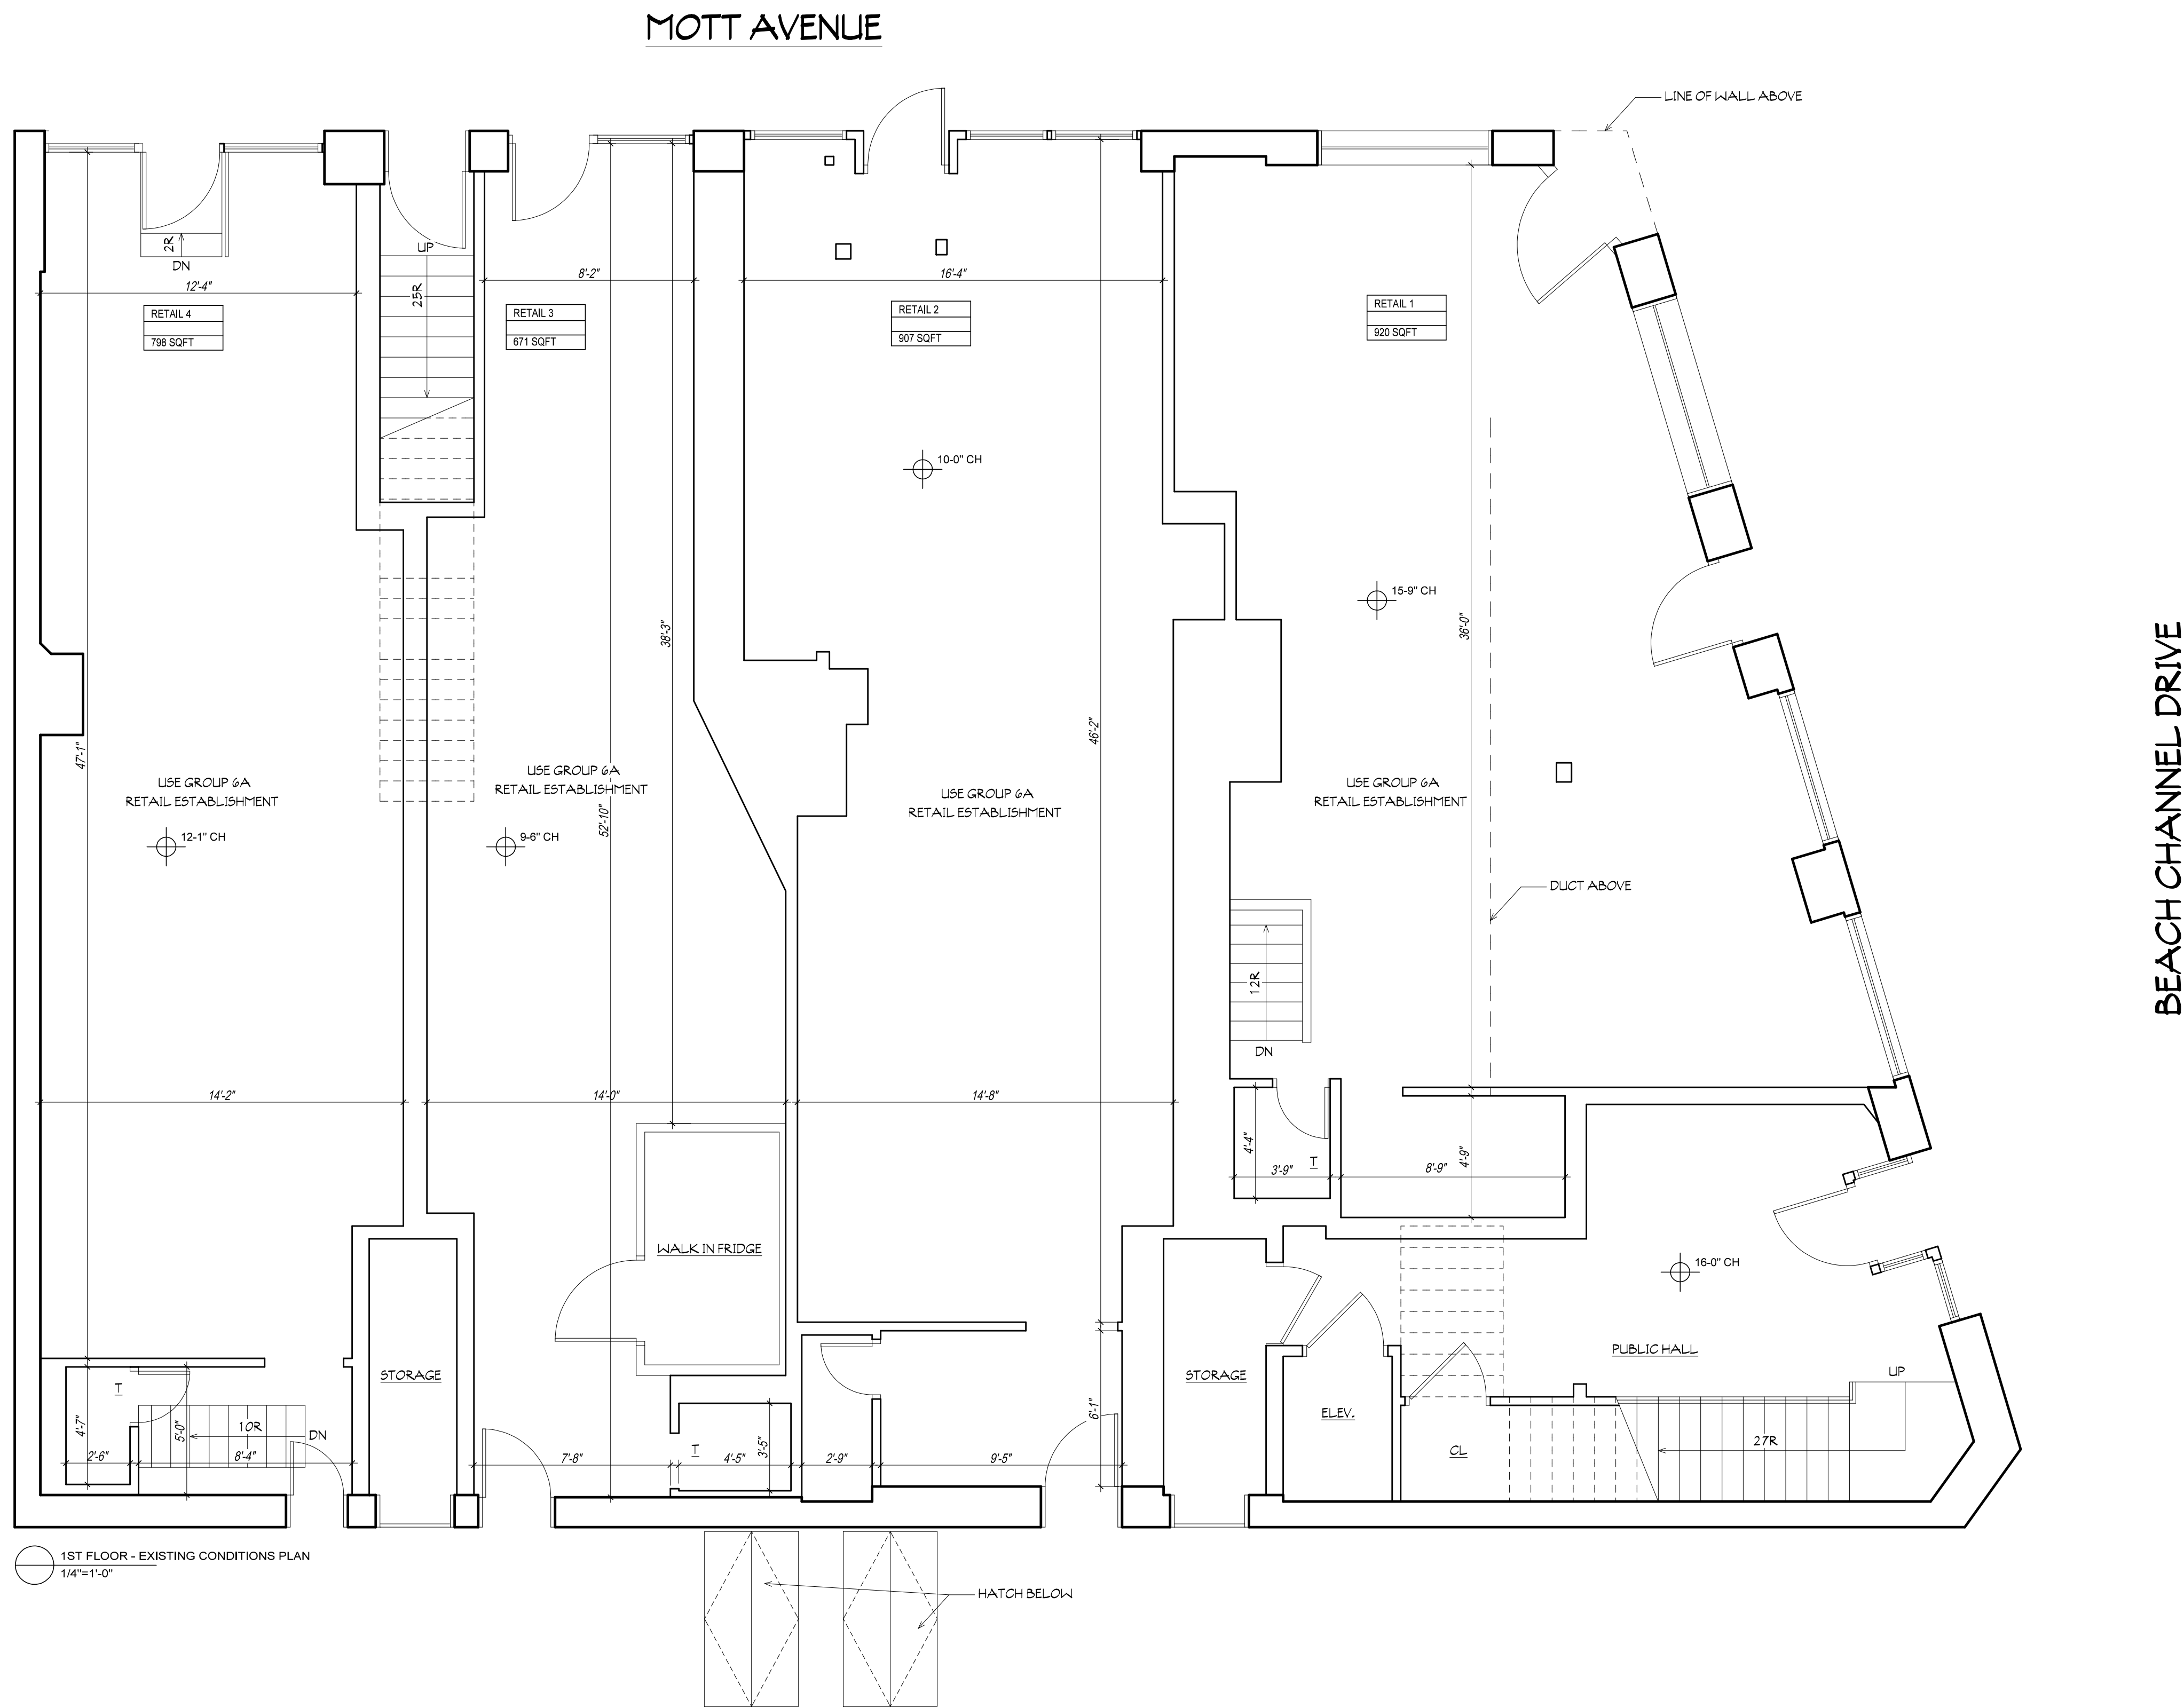 MOTT AVENUE
LINE OF WALL ABOVE
2R
DN
UP
25R
12'-4"
8'-2"
16'-4"
RETAIL 4
798 SQFT
RETAIL 3
671 SQFT
RETAIL 2
907 SQFT
RETAIL 1
920 SQFT
10-0" CH
15-9" CH
38'-3"
36'-0"
46'-2"
47'-1"
52'-10"
USE GROUP 6A
RETAIL ESTABLISHMENT
USE GROUP 6A
RETAIL ESTABLISHMENT
USE GROUP 6A
RETAIL ESTABLISHMENT
USE GROUP 6A
RETAIL ESTABLISHMENT
12-1" CH
9-6" CH
BEACH CHANNEL DRIVE
DUCT ABOVE
12R
DN
14'-2"
14'-0"
14'-8"
4'-4"
3'-9"
T
8'-9"
4'-9"
WALK IN FRIDGE
16-0" CH
PUBLIC HALL
UP
STORAGE
STORAGE
T
4'-7"
2'-6"
5'-0"
10R
8'-4"
DN
7'-8"
T
4'-5"
3'-5"
2'-9"
9'-5"
6'-1"
ELEV.
CL
27R
1ST FLOOR - EXISTING CONDITIONS PLAN
1/4"=1'-0"
HATCH BELOW